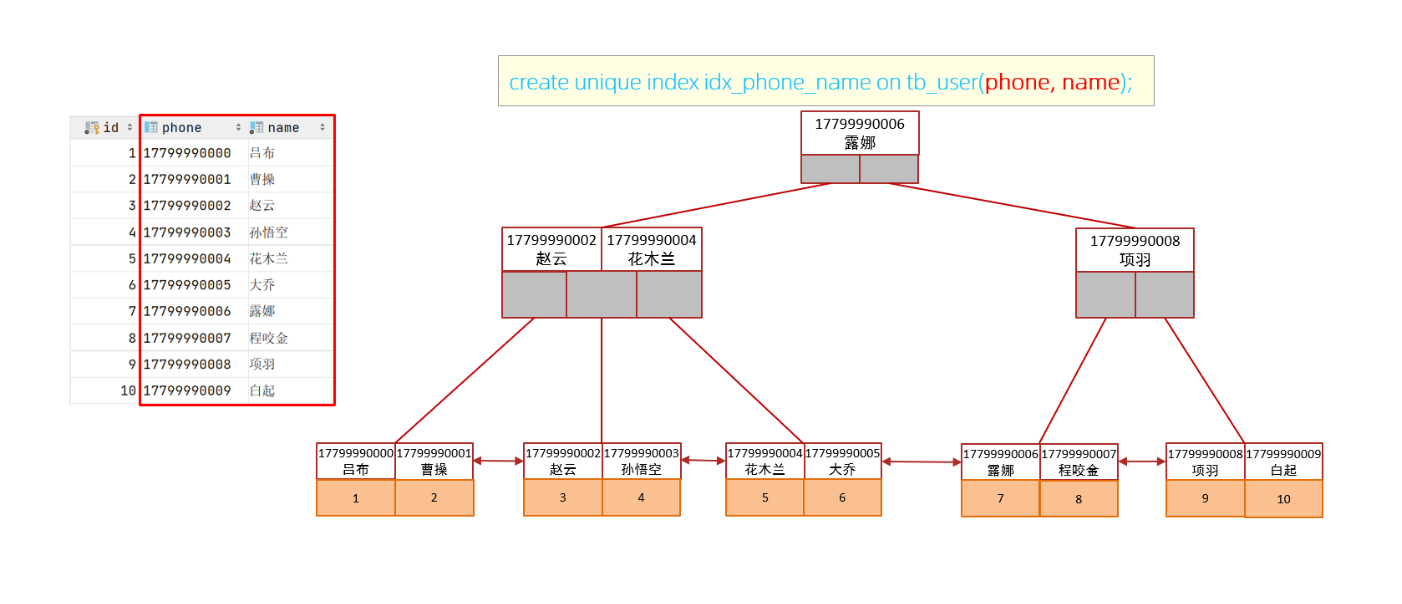 create unique index idx_phone_name on tb_user(phone, name);
id phone name
1 17799990000 吕布
2 17799990001 曹操
3 17799990002 赵云
4 17799990003 孙悟空
5 17799990004 花木兰
6 17799990005 大乔
7 17799990006 露娜
8 17799990007 程咬金
9 17799990008 项羽
10 17799990009 白起
17799990006
露娜
17799990002 17799990004
赵云 花木兰
17799990008
项羽
17799990000 17799990001 17799990002 17799990003 17799990004 17799990005 17799990006 17799990007 17799990008 17799990009
吕布 曹操 赵云 孙悟空 花木兰 大乔 露娜 程咬金 项羽 白起
1 2 3 4 5 6 7 8 9 10